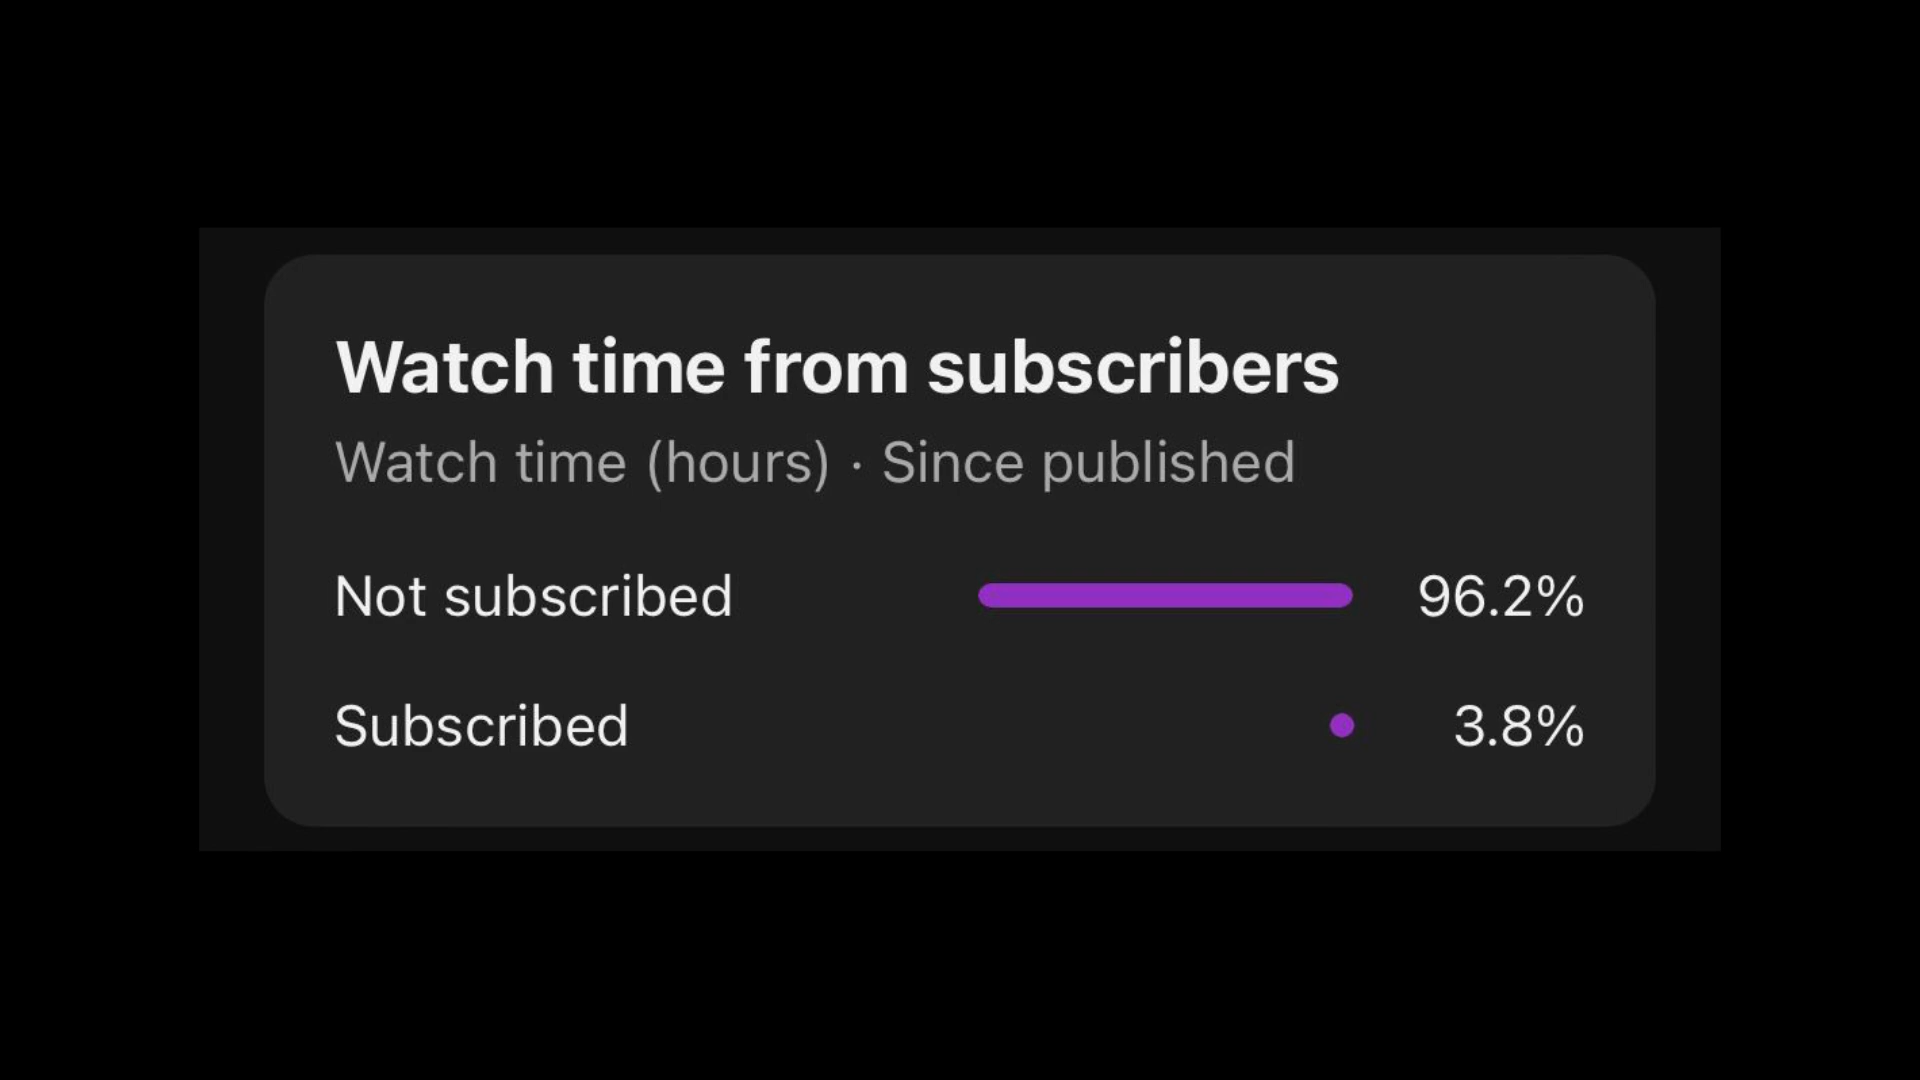 Watch time from subscribers
Watch time (hours) · Since published
Not subscribed 96.2%
Subscribed 3.8%